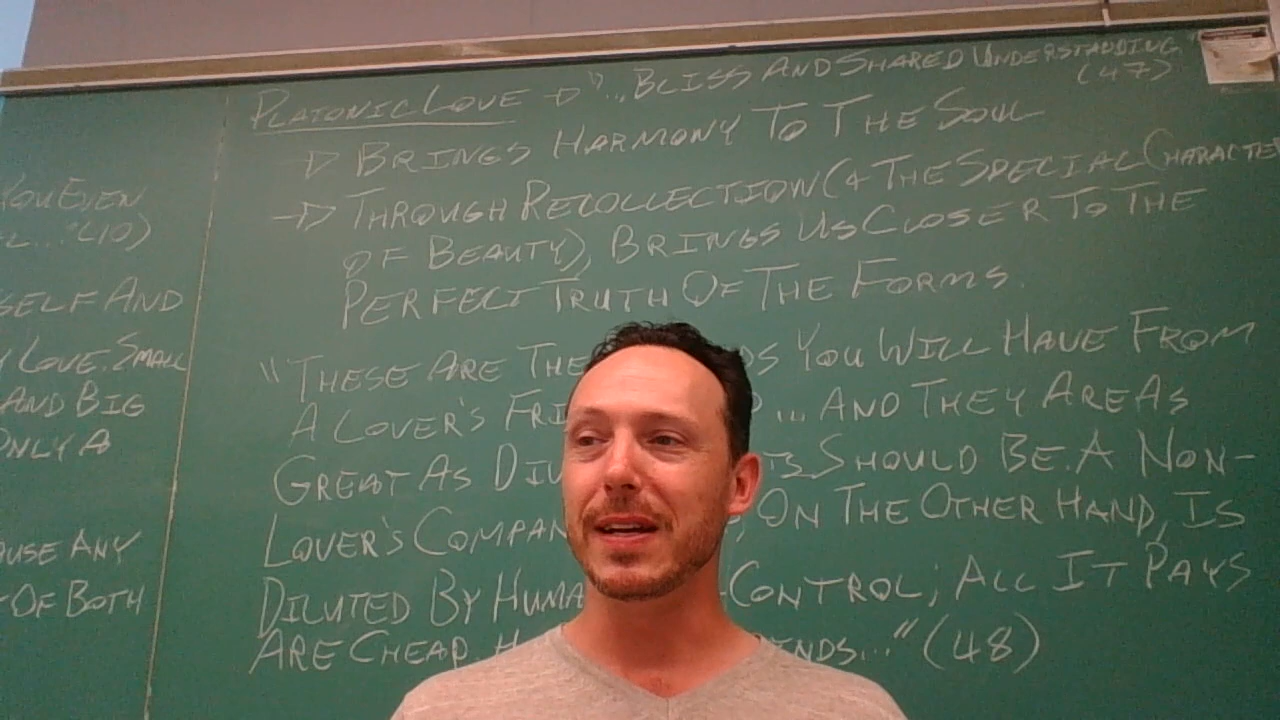 PLATONIC LOVE → "...BLISS AND SHARED UNDERSTANDING
(47)
→ BRINGS HARMONY TO THE SOUL
→ THROUGH RECOLLECTION (+ THE SPECIAL CHARACTE
OF BEAUTY), BRINGS US CLOSER TO THE
PERFECT TRUTH OF THE FORMS.
"THESE ARE THE DS YOU WILL HAVE FROM
A LOVER'S FRI P... AND THEY ARE AS
GREAT AS DIV TS SHOULD BE. A NON-
LOVER'S COMPAN , ON THE OTHER HAND, IS
DILUTED BY HUMA -CONTROL; ALL IT PAYS
ARE CHEAP, H ENDS..." (48)
YOU EVEN
..." (10)
SELF AND
LOVE. SMALL
AND BIG
ONLY A
USE ANY
OF BOTH